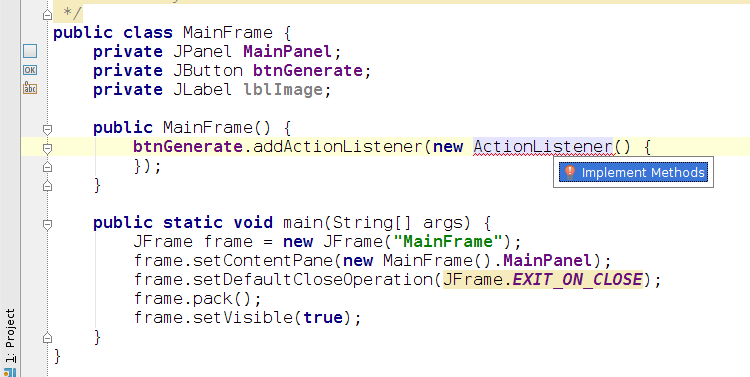 */
public class MainFrame {
    private JPanel MainPanel;
OK  private JButton btnGenerate;
abc private JLabel lblImage;

    public MainFrame() {
        btnGenerate.addActionListener(new ActionListener() {
        });
Implement Methods
    }

    public static void main(String[] args) {
        JFrame frame = new JFrame("MainFrame");
        frame.setContentPane(new MainFrame().MainPanel);
        frame.setDefaultCloseOperation(JFrame.EXIT_ON_CLOSE);
        frame.pack();
        frame.setVisible(true);
    }
}
1: Project